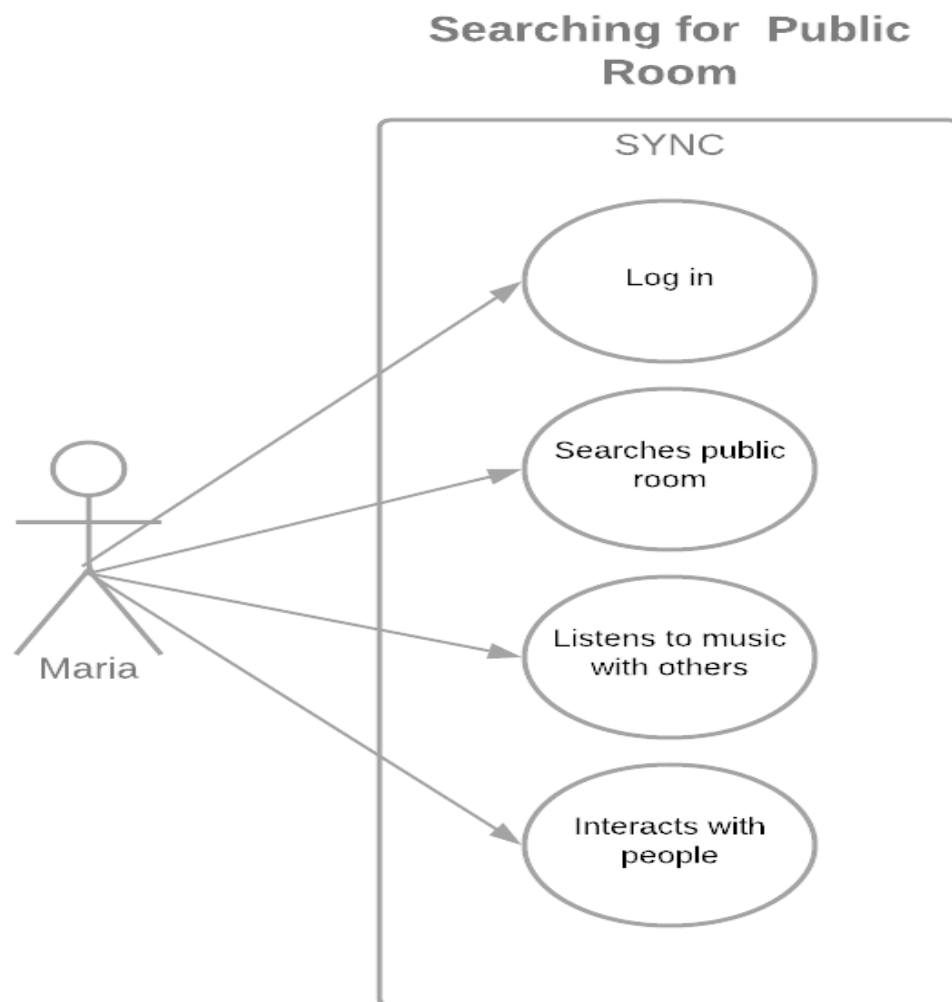 Searching for Public
Room
SYNC
Log in
Searches public
room
Listens to music
with others
Maria
Interacts with
people